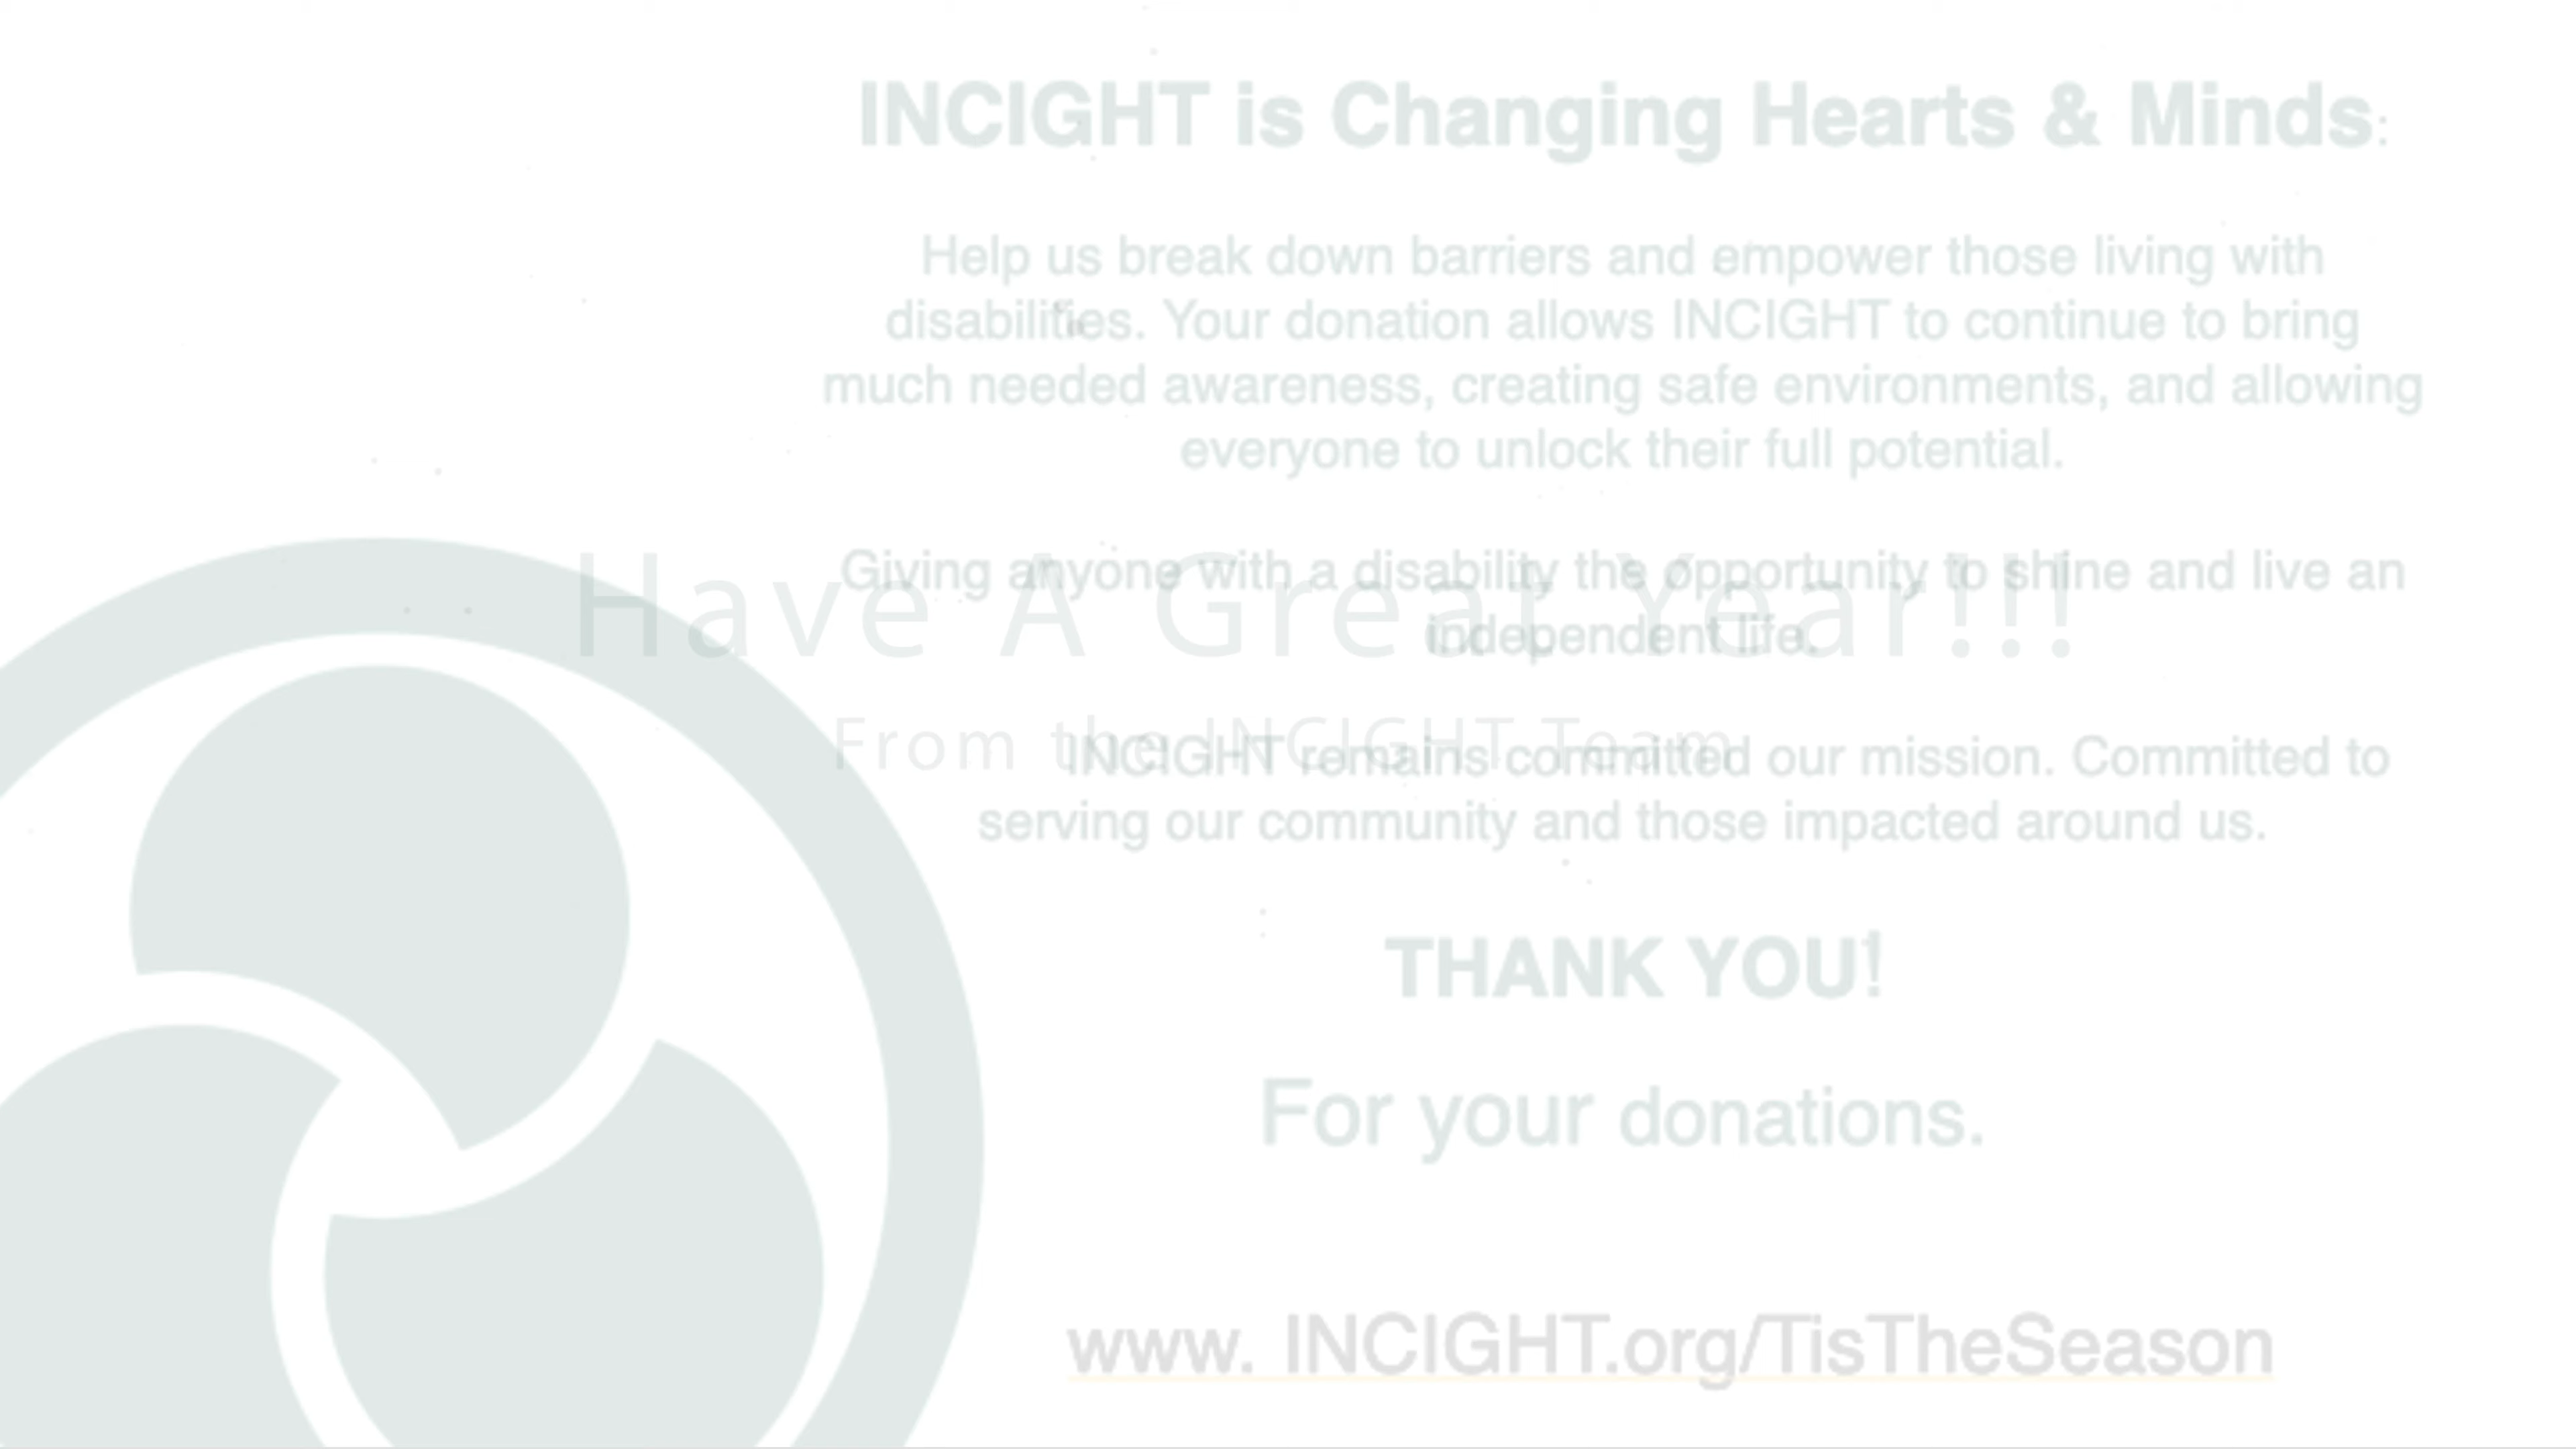 INCIGHT is Changing Hearts & Minds:
Help us break down barriers and empower those living with
disabilities. Your donation allows INCIGHT to continue to bring
much needed awareness, creating safe environments, and allowing
everyone to unlock their full potential.
Giving anyone with a disability the opportunity to shine and live an
independent life.
Have A Great Year!!!
From the INCIGHT Team
INCIGHT remains committed our mission. Committed to
serving our community and those impacted around us.
THANK YOU!
For your donations.
www. INCIGHT.org/TisTheSeason